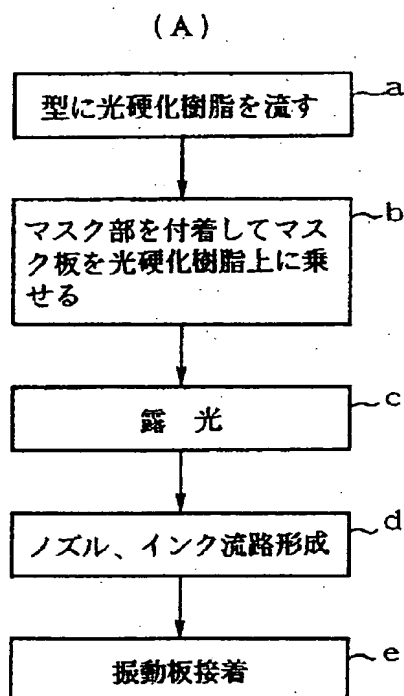 (A)
型に光硬化樹脂を流す
a
マスク部を付着してマス
ク板を光硬化樹脂上に乗
せる
b
露 光
c
ノズル、インク流路形成
d
振動板接着
e